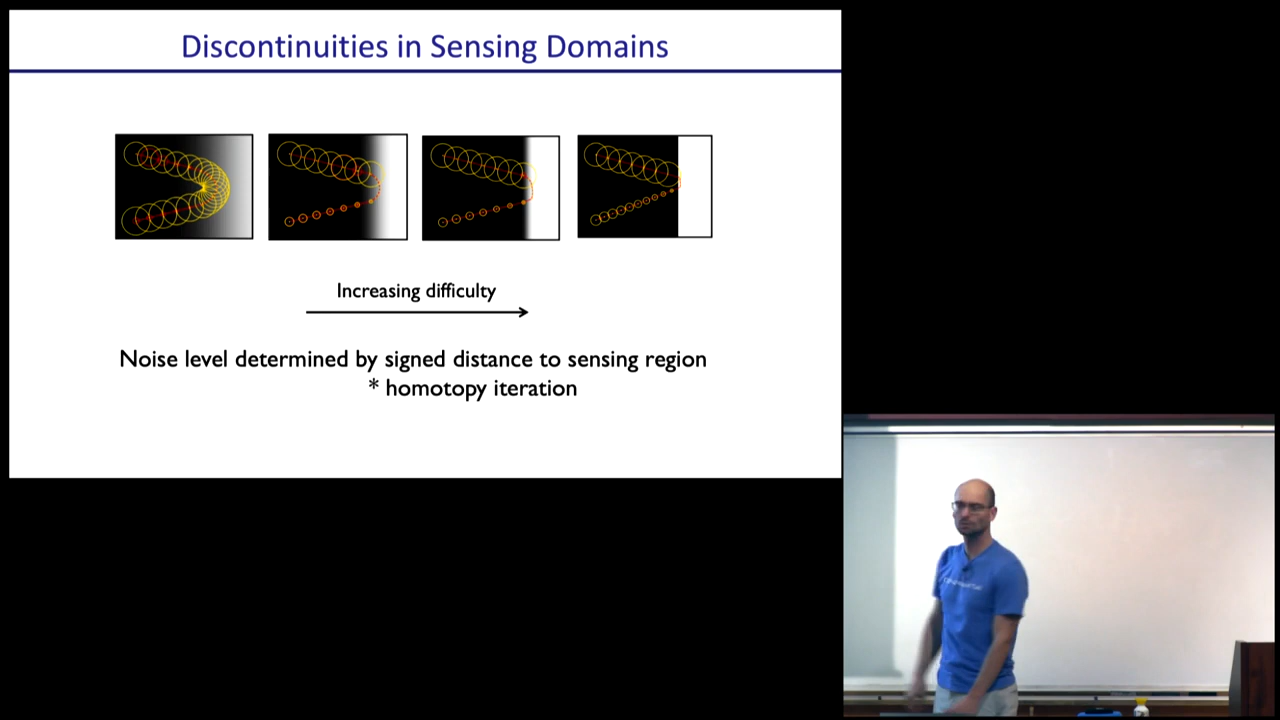 Discontinuities in Sensing Domains
Increasing difficulty
Noise level determined by signed distance to sensing region
* homotopy iteration